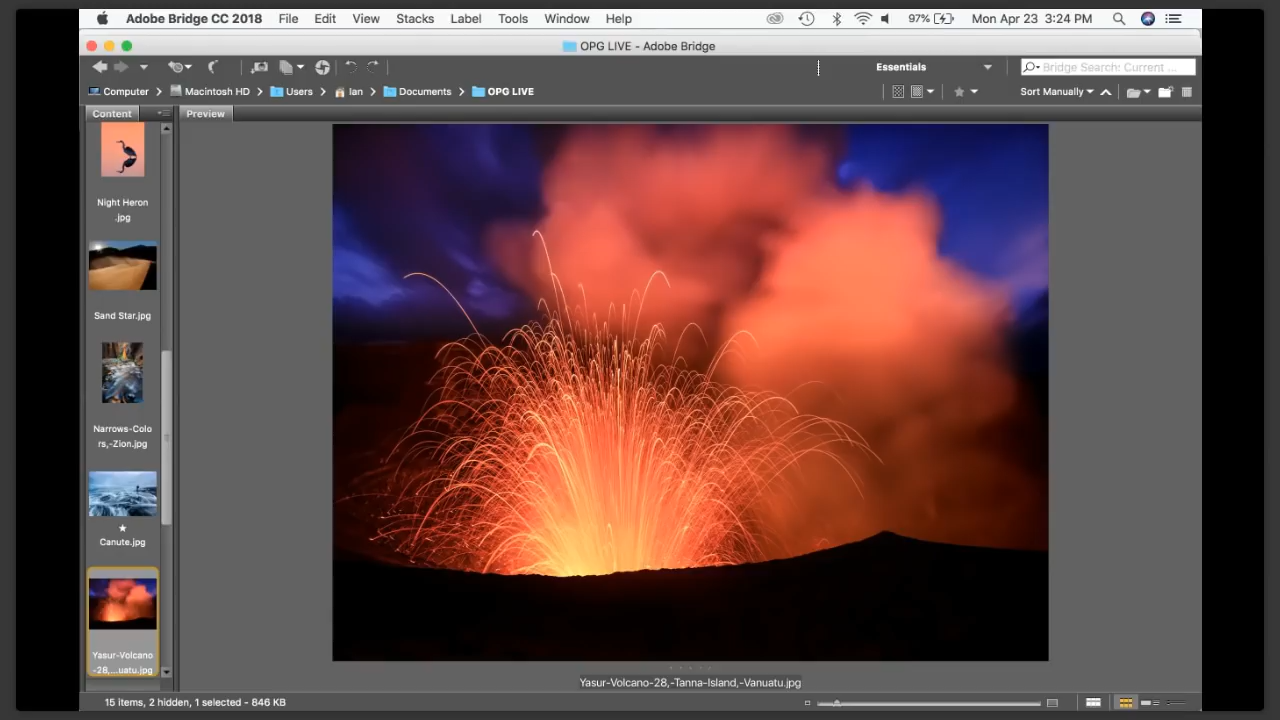 Adobe Bridge CC 2018 File Edit View Stacks Label Tools Window Help 97% Mon Apr 23 3:24 PM
OPG LIVE - Adobe Bridge
Essentials Bridge Search: Current ...
Computer Macintosh HD Users Ian Documents OPG LIVE Sort Manually
Content Preview
Night Heron
.jpg
Sand Star.jpg
Narrows-Colo
rs,-Zion.jpg
Canute.jpg
Yasur-Volcano
-28,...uatu.jpg
Yasur-Volcano-28,-Tanna-Island,-Vanuatu.jpg
15 items, 2 hidden, 1 selected - 846 KB